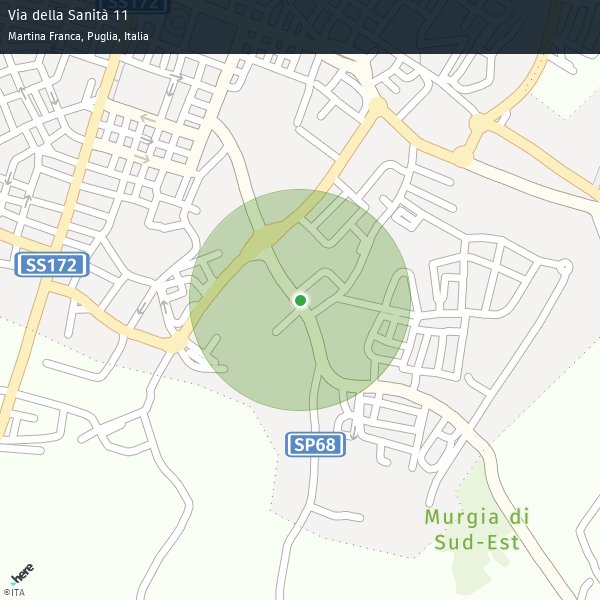 Via della Sanità 11
Martina Franca, Puglia, Italia
SS172
SS172
SP68
Murgia di
Sud-Est
here
©ITA